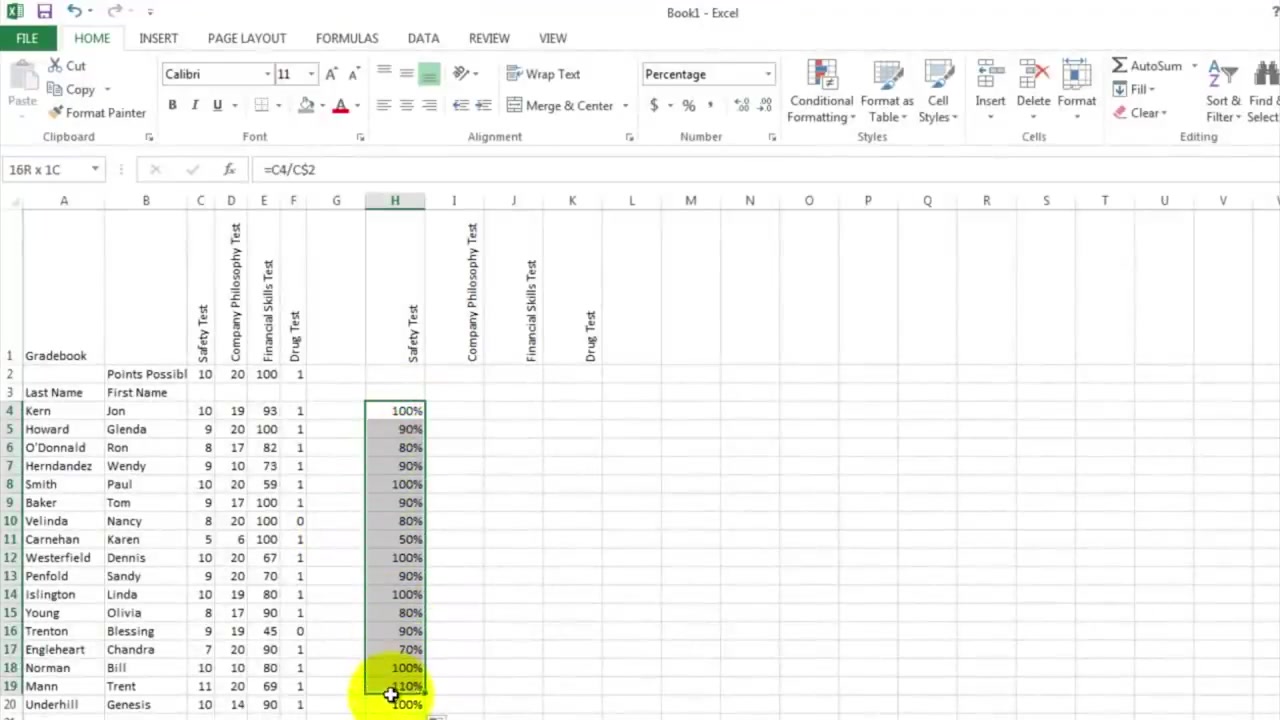 Book1 - Excel
?
FILE HOME INSERT PAGE LAYOUT FORMULAS DATA REVIEW VIEW
Paste
Cut
Copy
Format Painter
Clipboard
Calibri 11
B I U
Font
Wrap Text
Merge & Center
Alignment
Percentage
$ % ,
Number
Conditional Formatting
Format as Table
Cell Styles
Styles
Insert Delete Format
Cells
AutoSum
Fill
Clear
Sort & Filter
Find &
Select
Editing
16R x 1C fx =C4/C$2
A B C D E F G H I J K L M N O P Q R S T U V
1 Gradebook Safety Test Company Philosophy Test Financial Skills Test Drug Test Safety Test Company Philosophy Test Financial Skills Test Drug Test
2 Points Possibl 10 20 100 1
3 Last Name First Name
4 Kern Jon 10 19 93 1 100%
5 Howard Glenda 9 20 100 1 90%
6 O'Donnald Ron 8 17 82 1 80%
7 Herndandez Wendy 9 10 73 1 90%
8 Smith Paul 10 20 59 1 100%
9 Baker Tom 9 17 100 1 90%
10 Velinda Nancy 8 20 100 0 80%
11 Carnehan Karen 5 6 100 1 50%
12 Westerfield Dennis 10 20 67 1 100%
13 Penfold Sandy 9 20 70 1 90%
14 Islington Linda 10 19 80 1 100%
15 Young Olivia 8 17 90 1 80%
16 Trenton Blessing 9 19 45 0 90%
17 Engleheart Chandra 7 20 90 1 70%
18 Norman Bill 10 10 80 1 100%
19 Mann Trent 11 20 69 1 110%
20 Underhill Genesis 10 14 90 1 100%